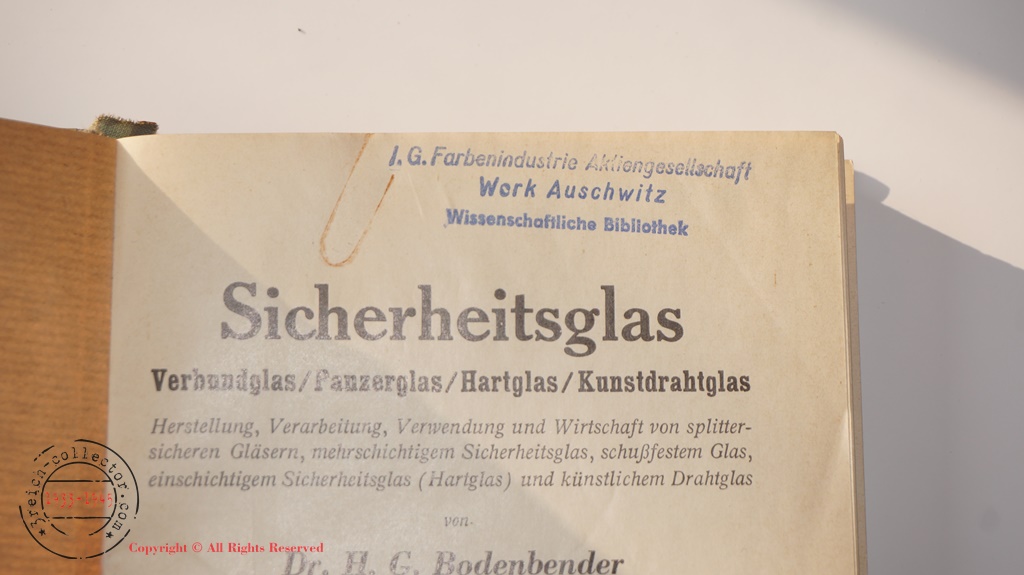 I. G. Farbenindustrie Aktiengesellschaft
Werk Auschwitz
Wissenschaftliche Bibliothek
Sicherheitsglas
Verbundglas/Panzerglas/Hartglas/Kunstdrahtglas
Herstellung, Verarbeitung, Verwendung und Wirtschaft von splitter-
sicheren Gläsern, mehrschichtigem Sicherheitsglas, schußfestem Glas,
einschichtigem Sicherheitsglas (Hartglas) und künstlichem Drahtglas
von
Dr. H. G. Bodenbender
3reich-collector.com
1933-1945
Copyright © All Rights Reserved